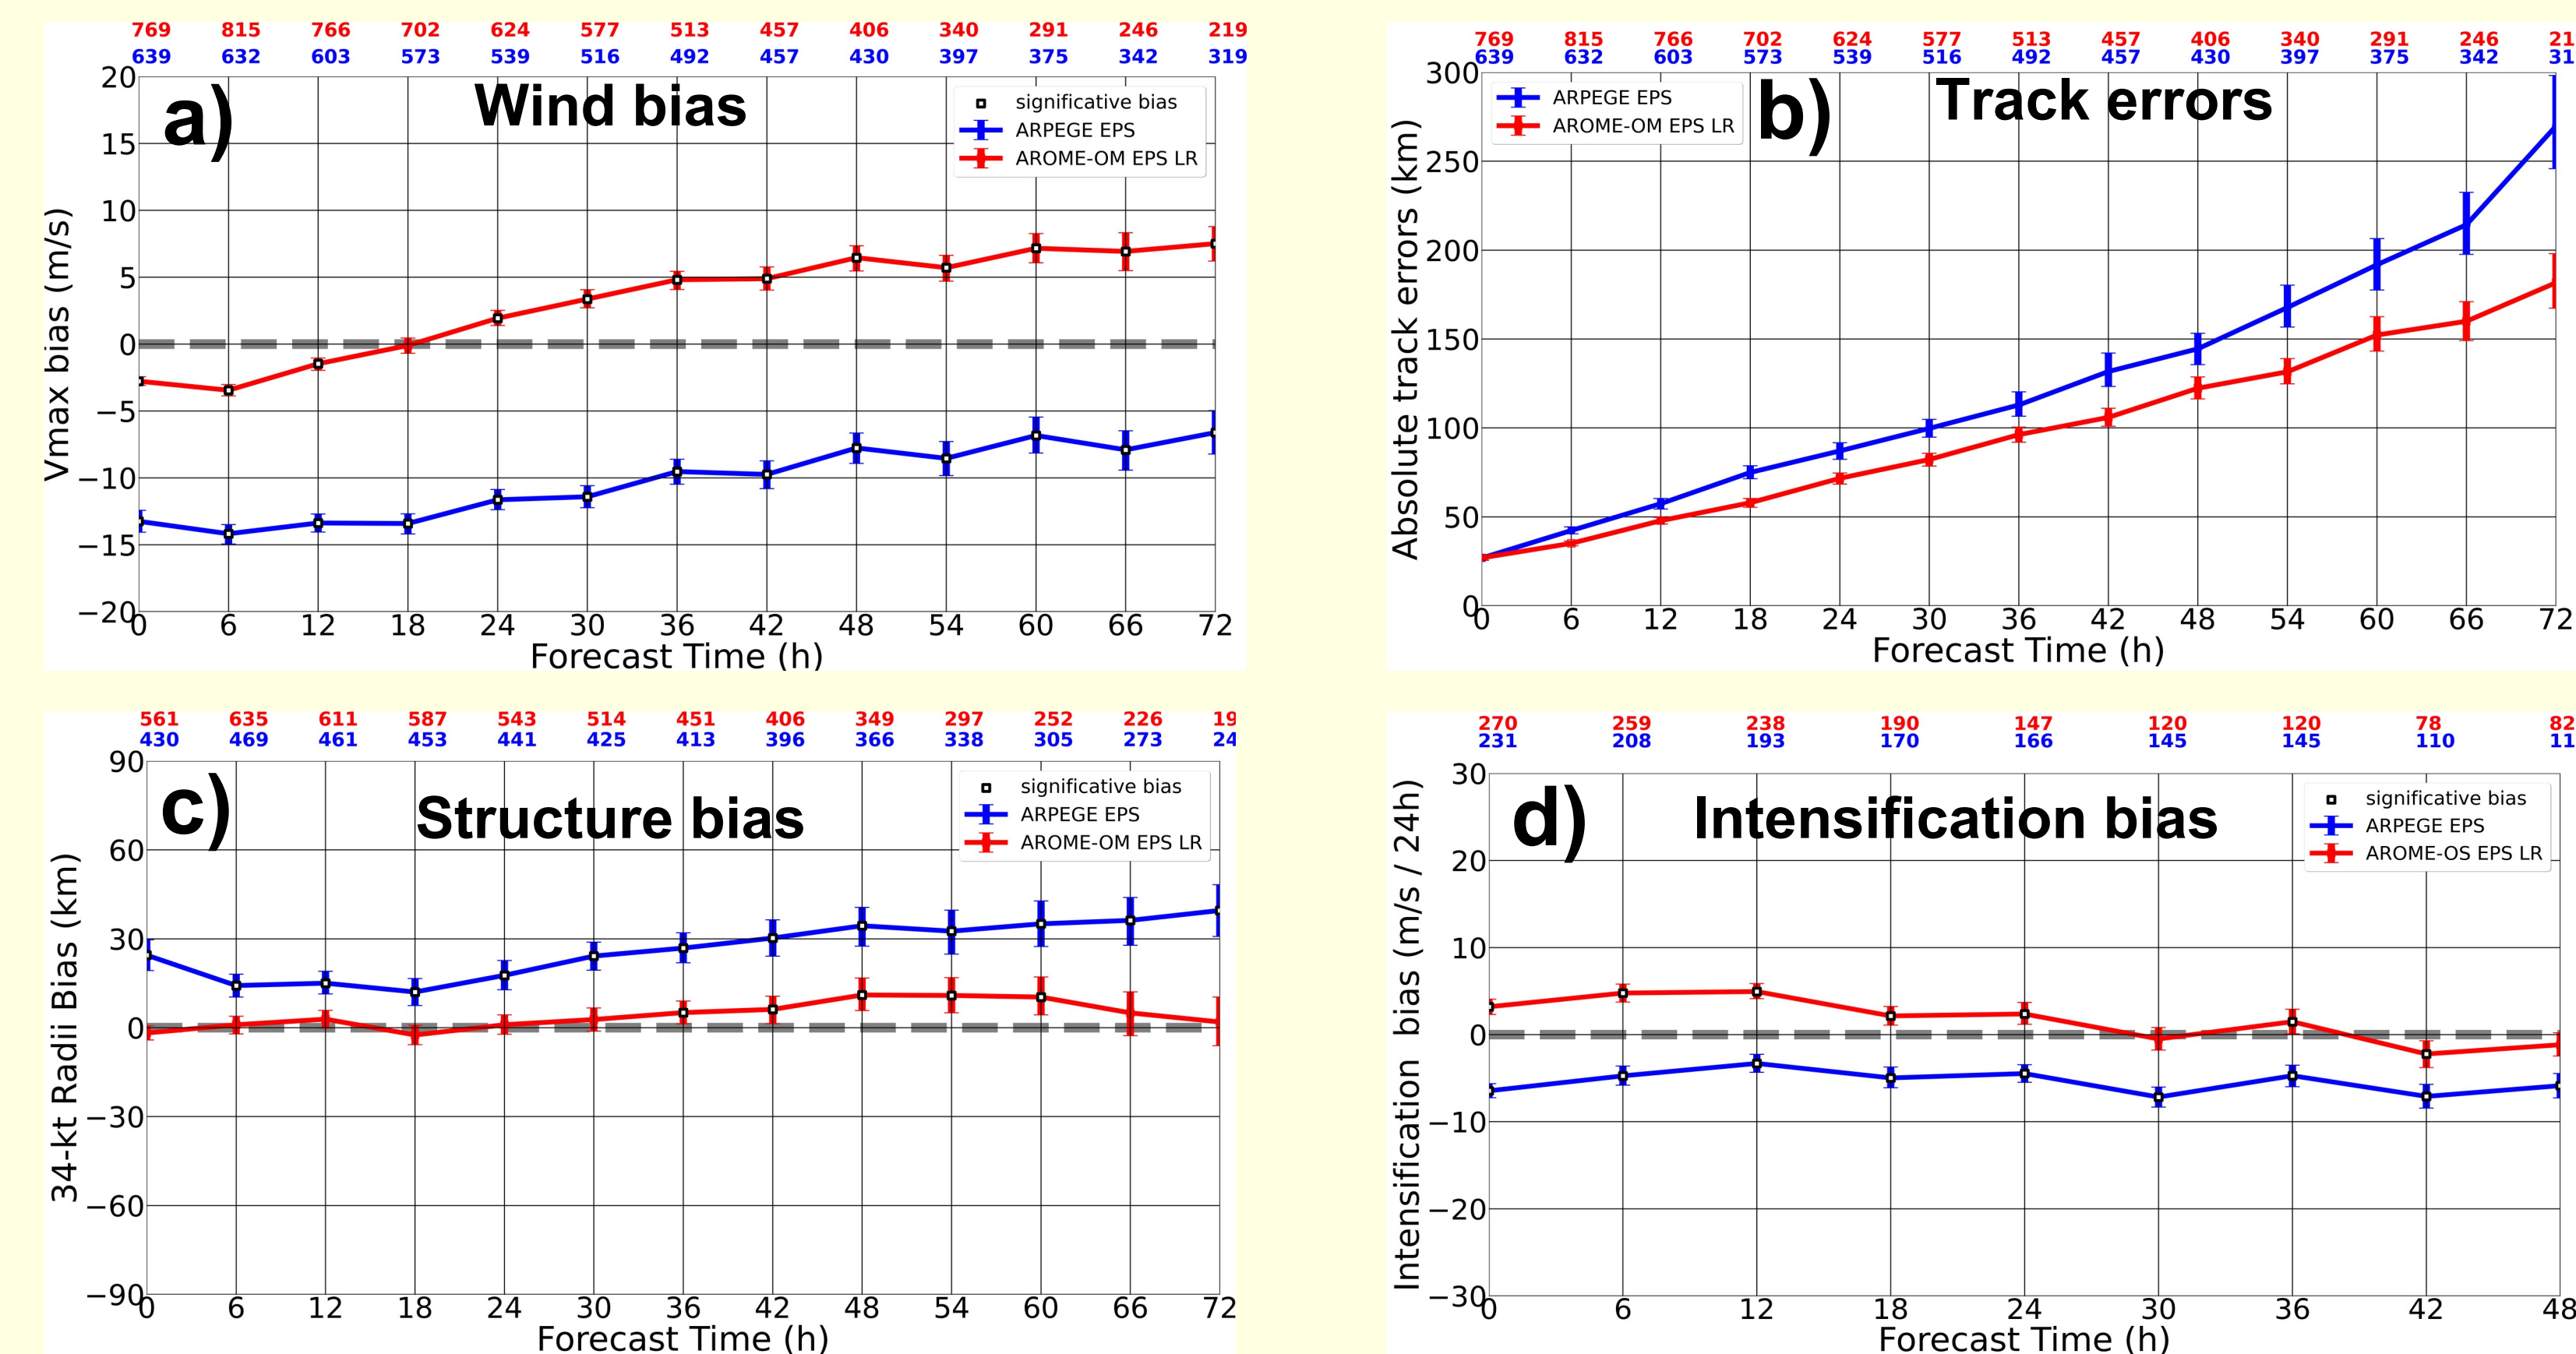 769 815 766 702 624 577 513 457 406 340 291 246 219
639 632 603 573 539 516 492 457 430 397 375 342 319
a) Wind bias
significative bias
ARPEGE EPS
AROME-OM EPS LR
Vmax bias (m/s)
20
15
10
5
0
−5
−10
−15
−20
0 6 12 18 24 30 36 42 48 54 60 66 72
Forecast Time (h)
769 815 766 702 624 577 513 457 406 340 291 246 21
639 632 603 573 539 516 492 457 430 397 375 342 31
ARPEGE EPS
AROME-OM EPS LR
b) Track errors
Absolute track errors (km)
300
250
200
150
100
50
0
0 6 12 18 24 30 36 42 48 54 60 66 72
Forecast Time (h)
561 635 611 587 543 514 451 406 349 297 252 226 19
430 469 461 453 441 425 413 396 366 338 305 273 24
c) Structure bias
significative bias
ARPEGE EPS
AROME-OM EPS LR
34-kt Radii Bias (km)
90
60
30
0
−30
−60
−90
0 6 12 18 24 30 36 42 48 54 60 66 72
Forecast Time (h)
270 259 238 190 147 120 120 78 82
231 208 193 170 166 145 145 110 11
d) Intensification bias
significative bias
ARPEGE EPS
AROME-OS EPS LR
Intensification bias (m/s / 24h)
30
20
10
0
−10
−20
−30
0 6 12 18 24 30 36 42 48
Forecast Time (h)